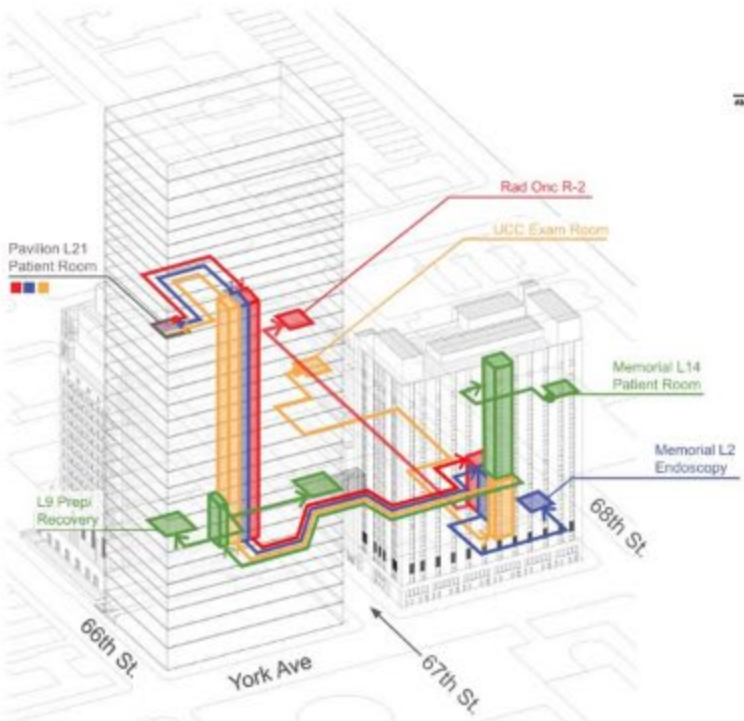 Rad Onc R-2
UCC Exam Room
Pavilion L21
Patient Room
Memorial L14
Patient Room
Memorial L2
Endoscopy
L9 Prep/
Recovery
68th St.
66th St.
York Ave
67th St.